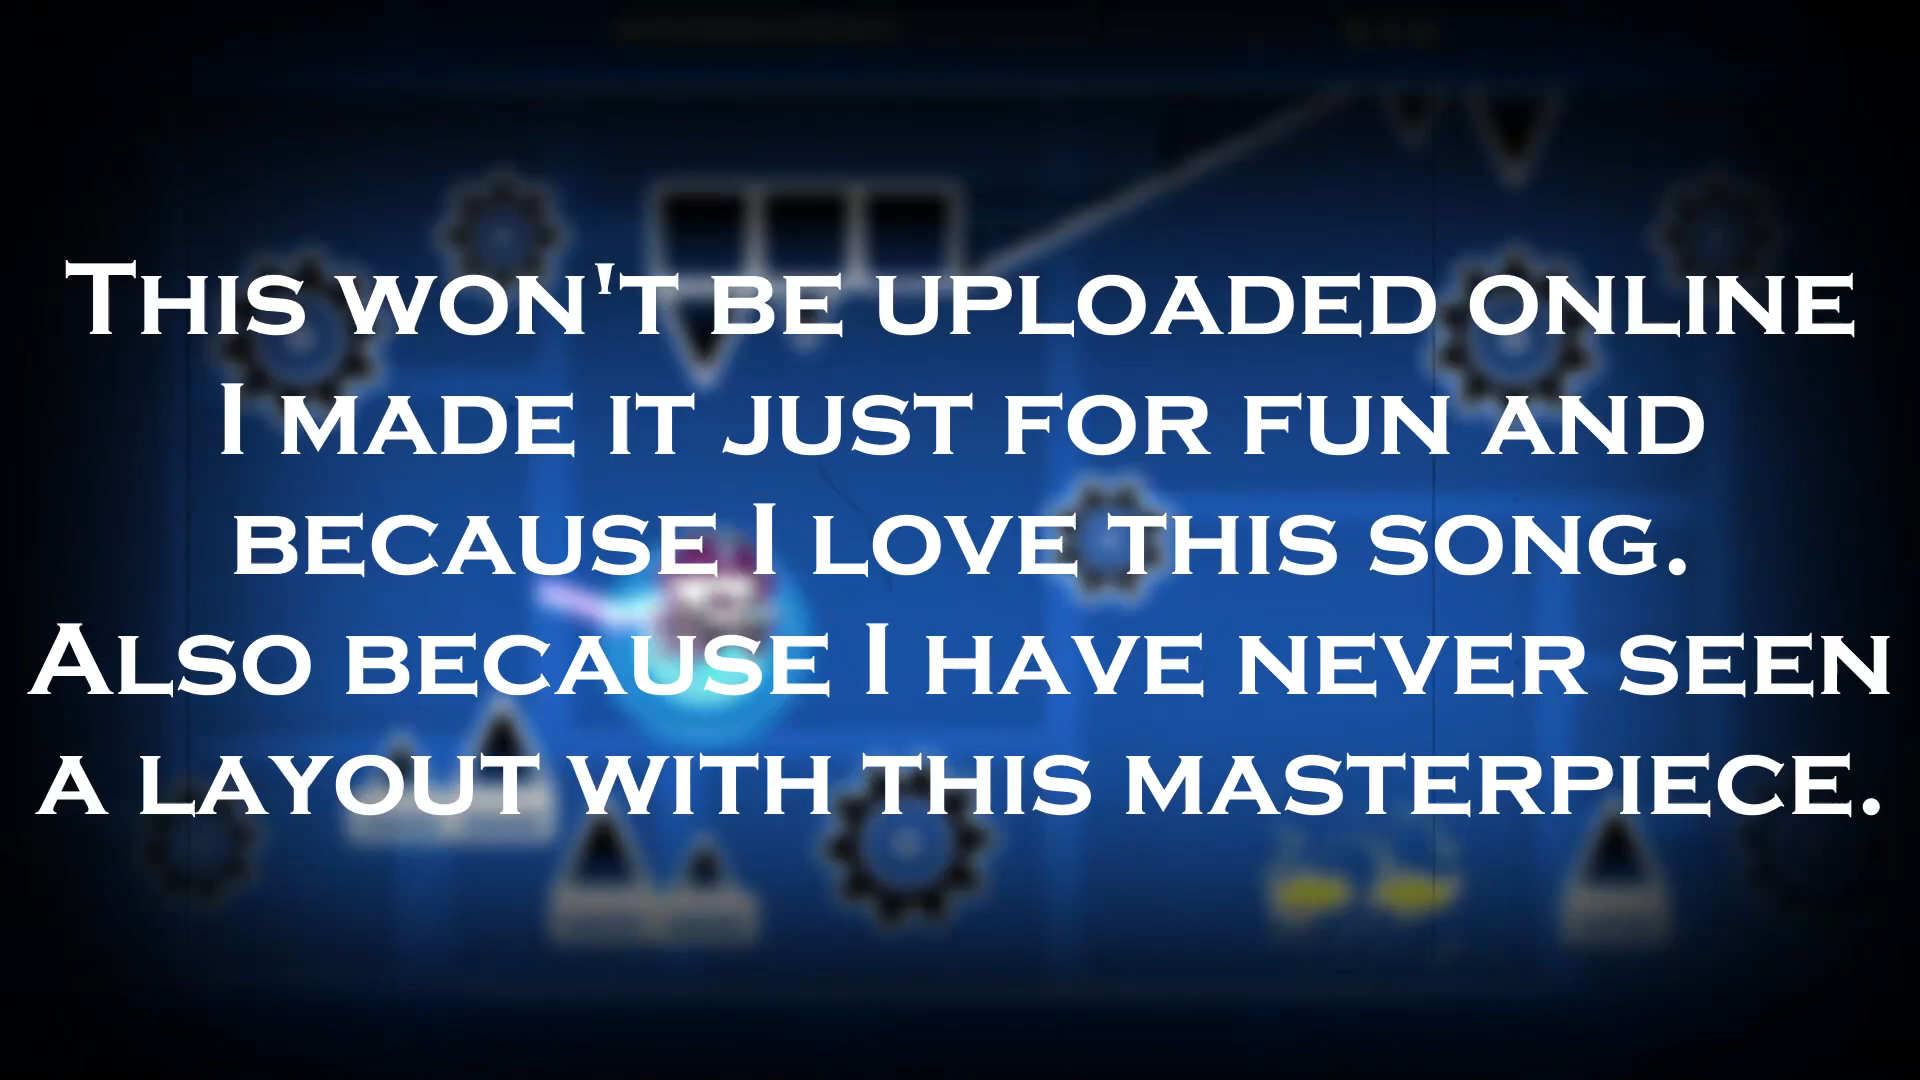 This won't be uploaded online
I made it just for fun and
because I love this song.
Also because I have never seen
a layout with this masterpiece.